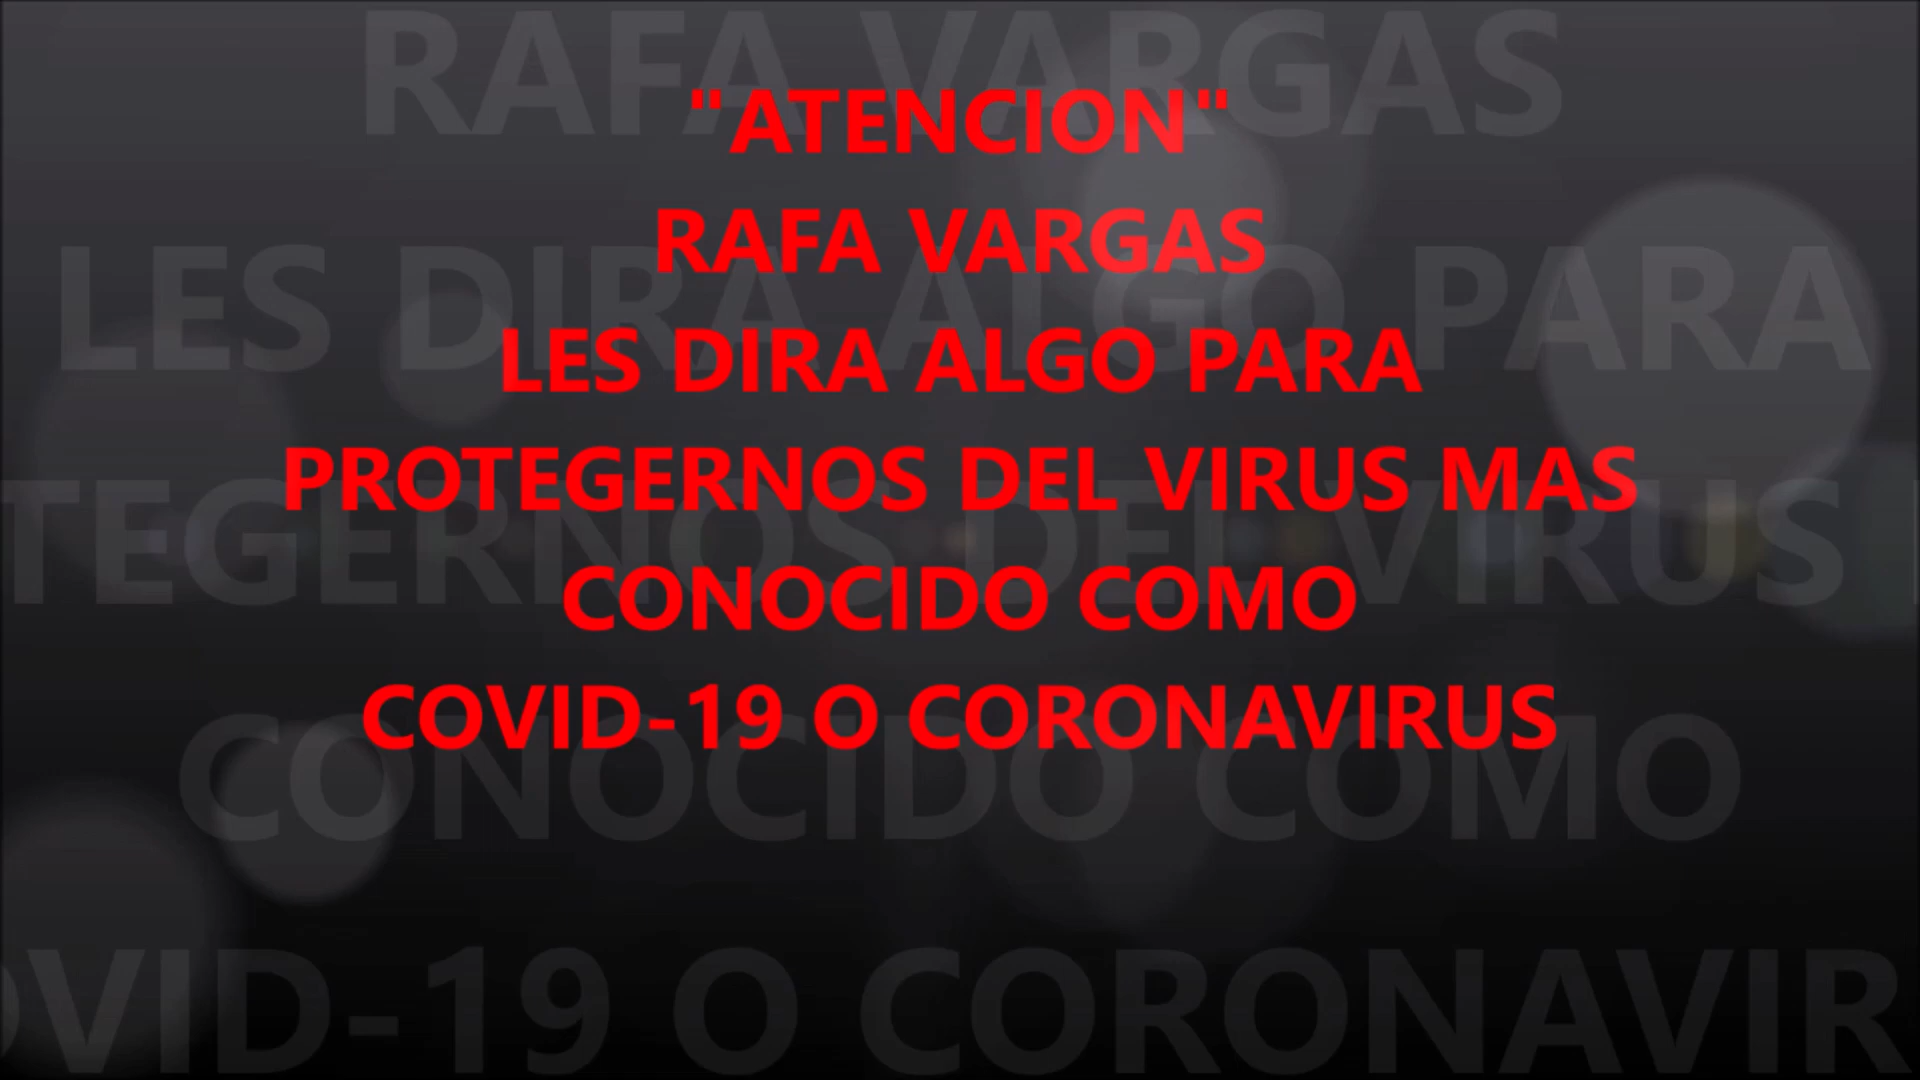 "ATENCION"
RAFA VARGAS
LES DIRA ALGO PARA
PROTEGERNOS DEL VIRUS MAS
CONOCIDO COMO
COVID-19 O CORONAVIRUS